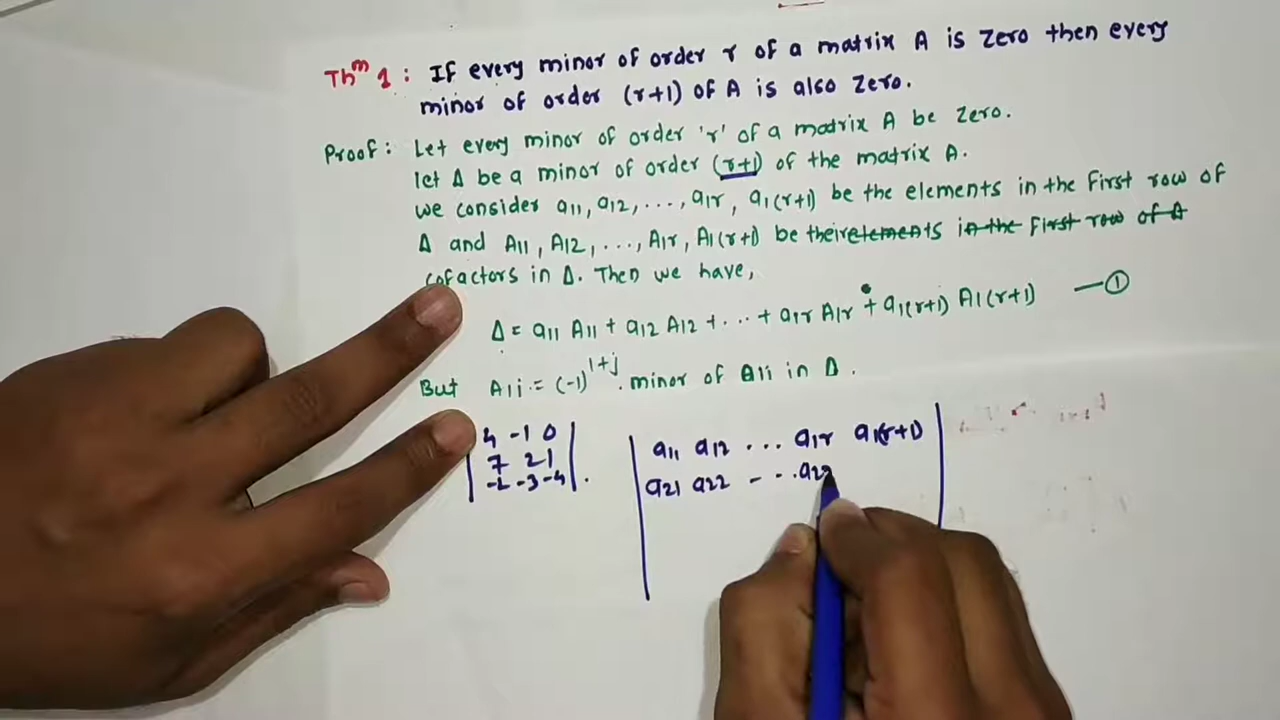 Thm 1: If every minor of order r of a matrix A is zero then every
minor of order (r+1) of A is also zero.
Proof: Let every minor of order 'r' of a matrix A be zero.
let Δ be a minor of order (r+1) of the matrix A.
we consider a11, a12, ..., a1r, a1(r+1) be the elements in the first row of
Δ and A11, A12, ..., A1r, A1(r+1) be their elements in the first row of A
cofactors in Δ. Then we have,
Δ = a11 A11 + a12 A12 + ... + a1r A1r + a1(r+1) A1(r+1) —①
But A1j = (-1)^1+j . minor of a1j in Δ.
4 -1 0
7 2 1
-2 -3 -4 .
a11 a12 ... a1r a1(r+1)
a21 a22 - - . a2